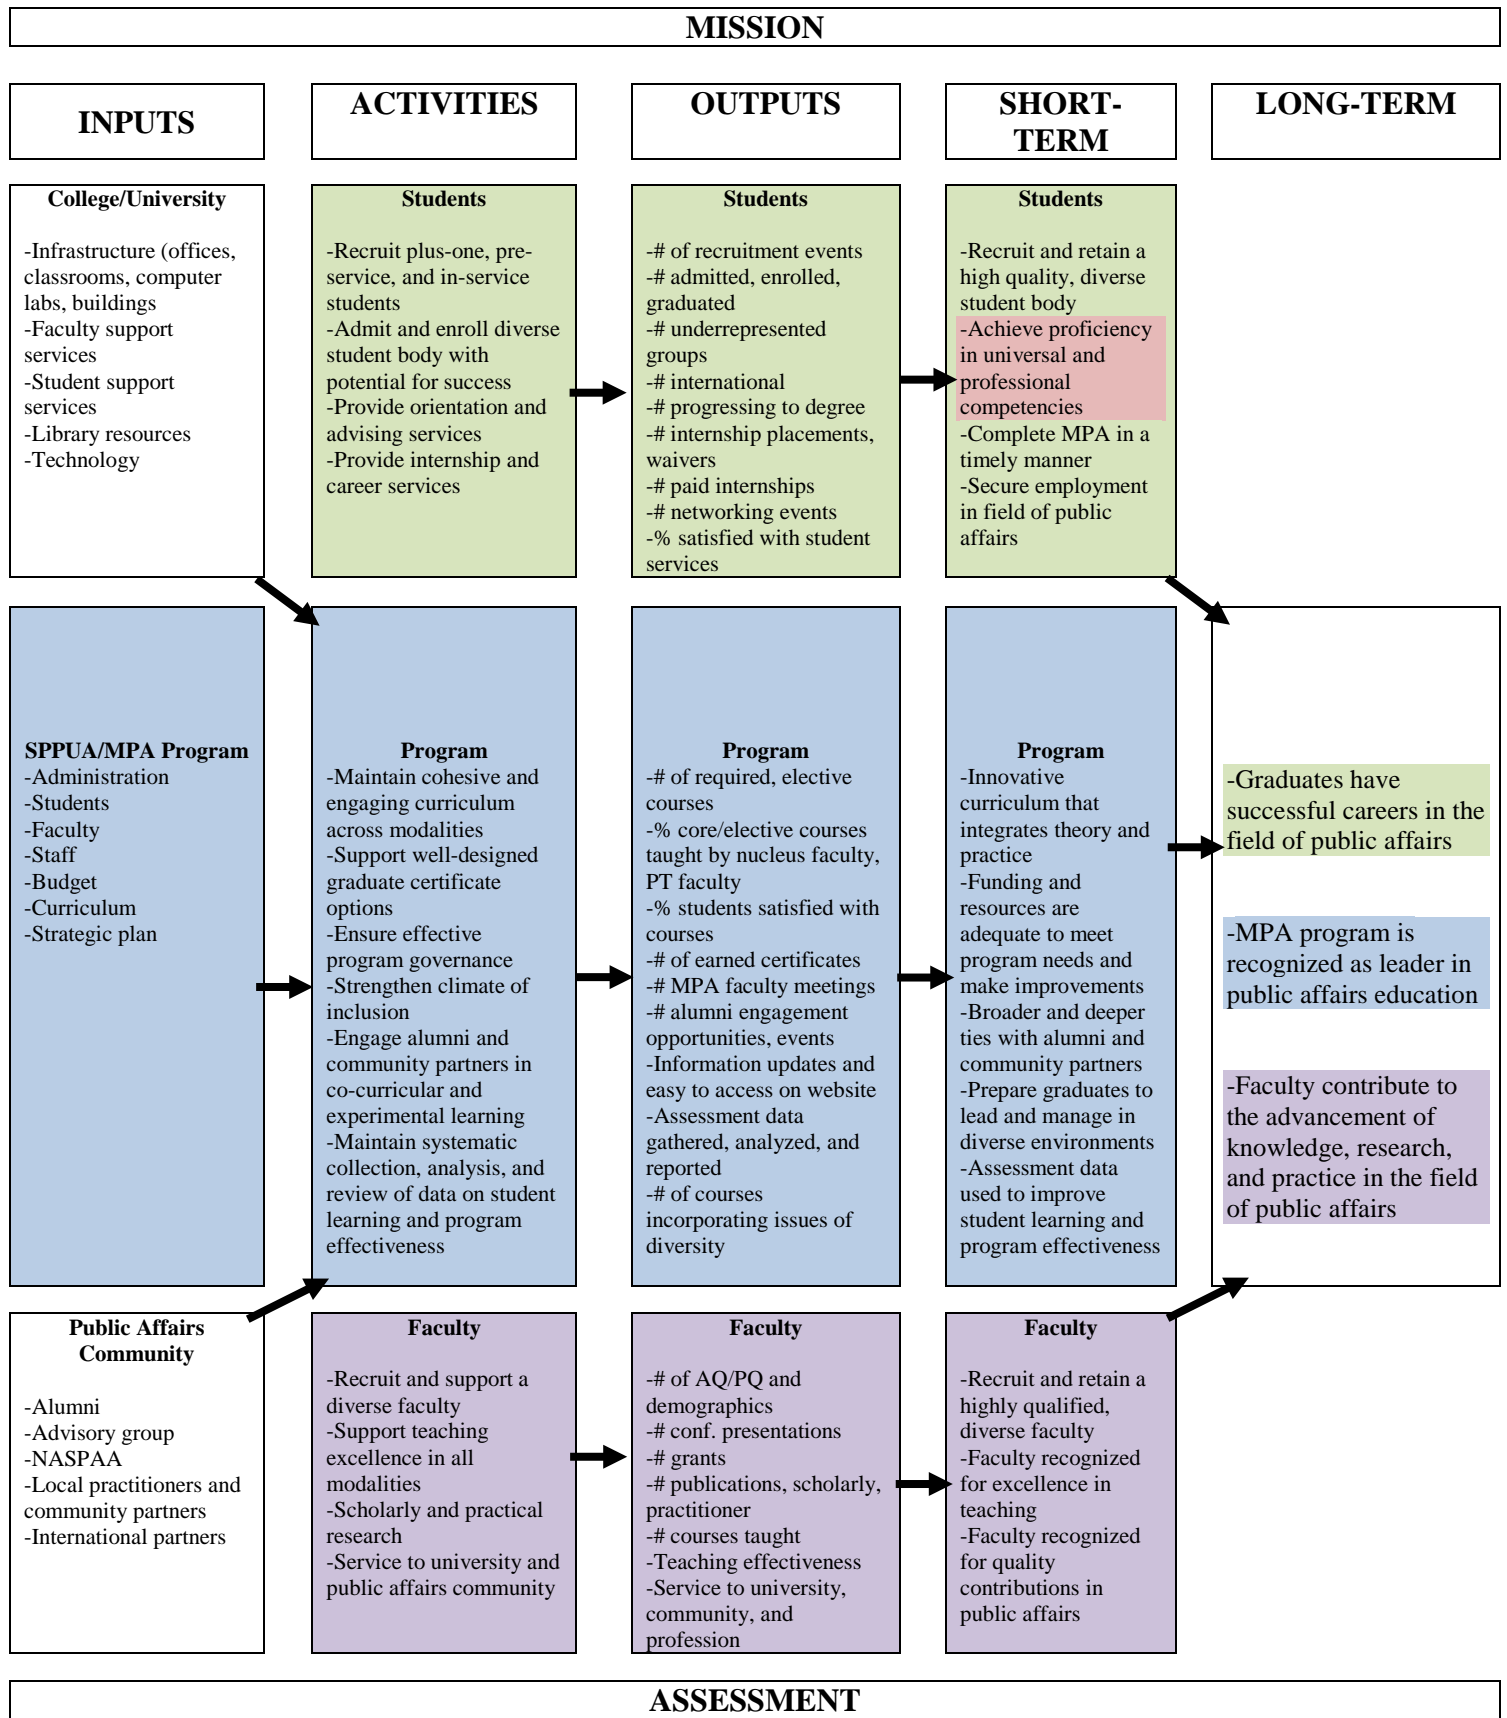 MISSION
INPUTS
ACTIVITIES
OUTPUTS
SHORT-
TERM
LONG-TERM
College/University
-Infrastructure (offices,
classrooms, computer
labs, buildings
-Faculty support
services
-Student support
services
-Library resources
-Technology
Students
-Recruit plus-one, pre-
service, and in-service
students
-Admit and enroll diverse
student body with
potential for success
-Provide orientation and
advising services
-Provide internship and
career services
Students
-# of recruitment events
-# admitted, enrolled,
graduated
-# underrepresented
groups
-# international
-# progressing to degree
-# internship placements,
waivers
-# paid internships
-# networking events
-% satisfied with student
services
Students
-Recruit and retain a
high quality, diverse
student body
-Achieve proficiency
in universal and
professional
competencies
-Complete MPA in a
timely manner
-Secure employment
in field of public
affairs
SPPUA/MPA Program
-Administration
-Students
-Faculty
-Staff
-Budget
-Curriculum
-Strategic plan
Program
-Maintain cohesive and
engaging curriculum
across modalities
-Support well-designed
graduate certificate
options
-Ensure effective
program governance
-Strengthen climate of
inclusion
-Engage alumni and
community partners in
co-curricular and
experimental learning
-Maintain systematic
collection, analysis, and
review of data on student
learning and program
effectiveness
Program
-# of required, elective
courses
-% core/elective courses
taught by nucleus faculty,
PT faculty
-% students satisfied with
courses
-# of earned certificates
-# MPA faculty meetings
-# alumni engagement
opportunities, events
-Information updates and
easy to access on website
-Assessment data
gathered, analyzed, and
reported
-# of courses
incorporating issues of
diversity
Program
-Innovative
curriculum that
integrates theory and
practice
-Funding and
resources are
adequate to meet
program needs and
make improvements
-Broader and deeper
ties with alumni and
community partners
-Prepare graduates to
lead and manage in
diverse environments
-Assessment data
used to improve
student learning and
program effectiveness
-Graduates have
successful careers in the
field of public affairs
-MPA program is
recognized as leader in
public affairs education
-Faculty contribute to
the advancement of
knowledge, research,
and practice in the field
of public affairs
Public Affairs
Community
-Alumni
-Advisory group
-NASPAA
-Local practitioners and
community partners
-International partners
Faculty
-Recruit and support a
diverse faculty
-Support teaching
excellence in all
modalities
-Scholarly and practical
research
-Service to university and
public affairs community
Faculty
-# of AQ/PQ and
demographics
-# conf. presentations
-# grants
-# publications, scholarly,
practitioner
-# courses taught
-Teaching effectiveness
-Service to university,
community, and
profession
Faculty
-Recruit and retain a
highly qualified,
diverse faculty
-Faculty recognized
for excellence in
teaching
-Faculty recognized
for quality
contributions in
public affairs
ASSESSMENT